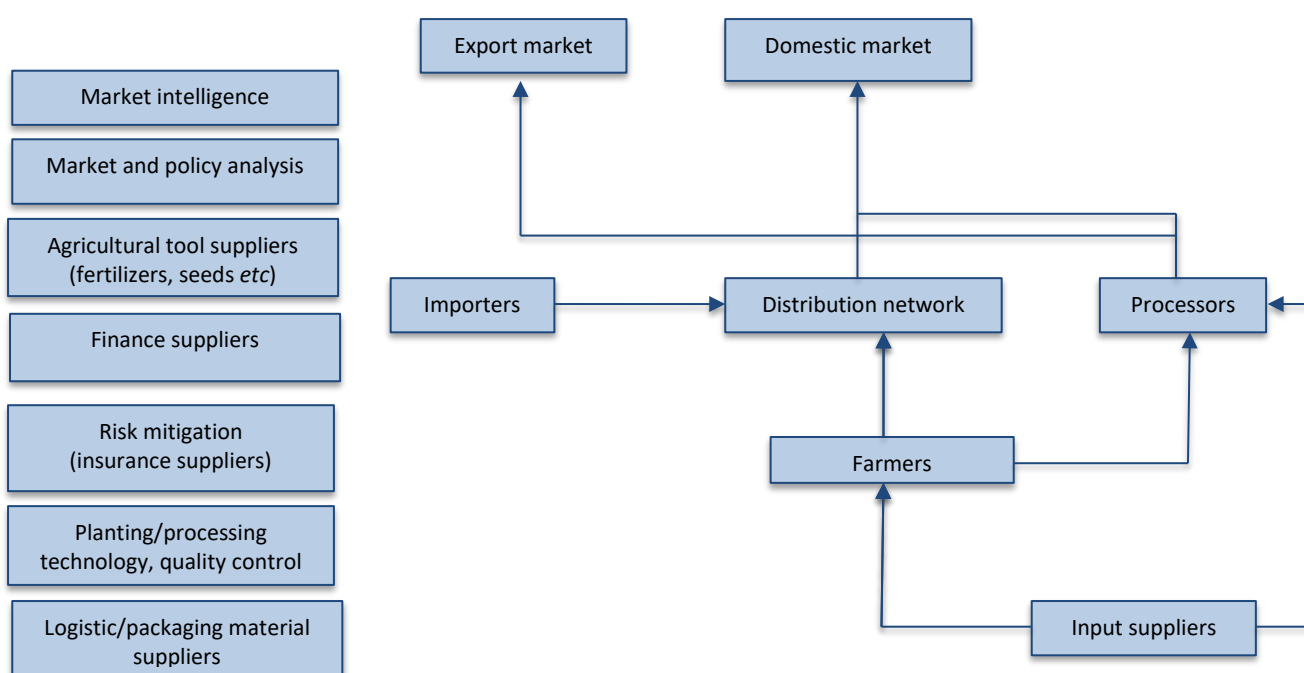 Export market
Domestic market
Market intelligence
Market and policy analysis
Agricultural tool suppliers
(fertilizers, seeds etc)
Importers
Distribution network
Processors
Finance suppliers
Risk mitigation
(insurance suppliers)
Farmers
Planting/processing
technology, quality control
Logistic/packaging material
suppliers
Input suppliers